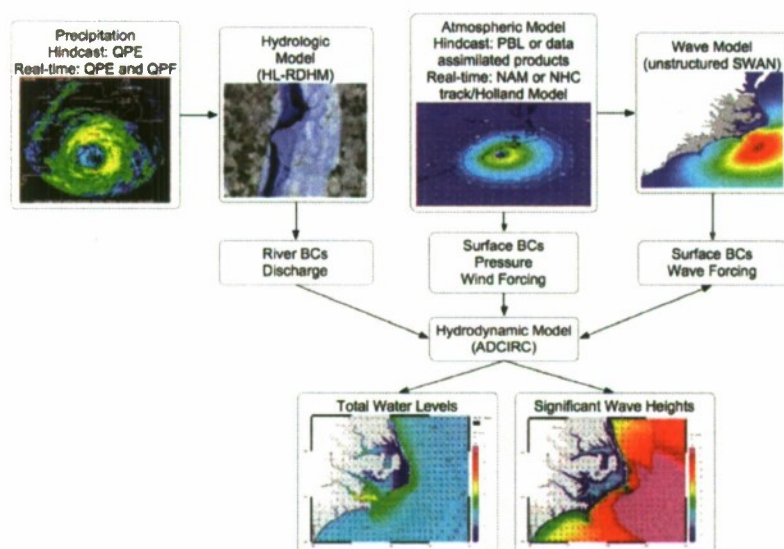 Precipitation
Hindcast: QPE
Real-time: QPE and QPF
Hydrologic
Model
(HL-RDHM)
Atmospheric Model
Hindcast: PBL or data
assimilated products
Real-time: NAM or NHC
track/Holland Model
Wave Model
(unstructured SWAN)
River BCs
Discharge
Surface BCs
Pressure
Wind Forcing
Surface BCs
Wave Forcing
Hydrodynamic Model
(ADCIRC)
Total Water Levels
Significant Wave Heights